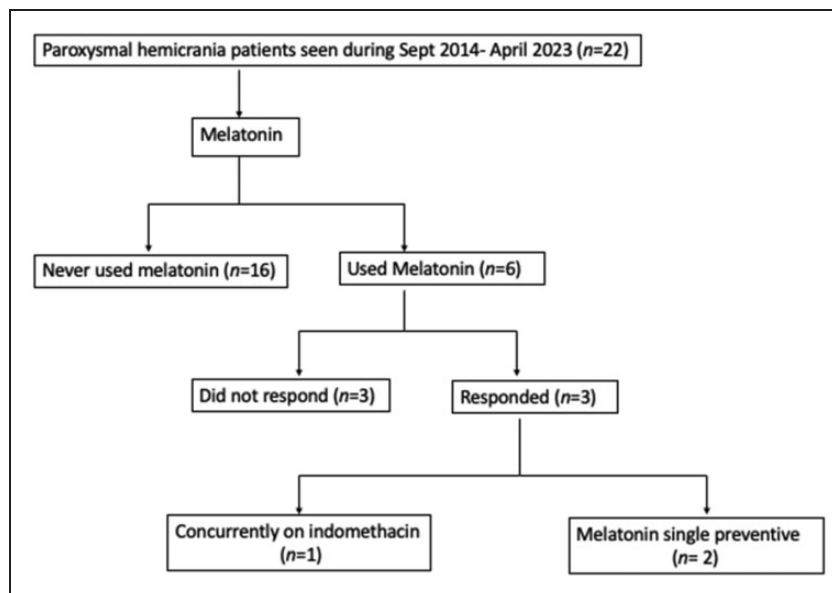 Paroxysmal hemicrania patients seen during Sept 2014- April 2023 (n=22)
Melatonin
Never used melatonin (n=16)
Used Melatonin (n=6)
Did not respond (n=3)
Responded (n=3)
Concurrently on indomethacin
(n=1)
Melatonin single preventive
(n= 2)